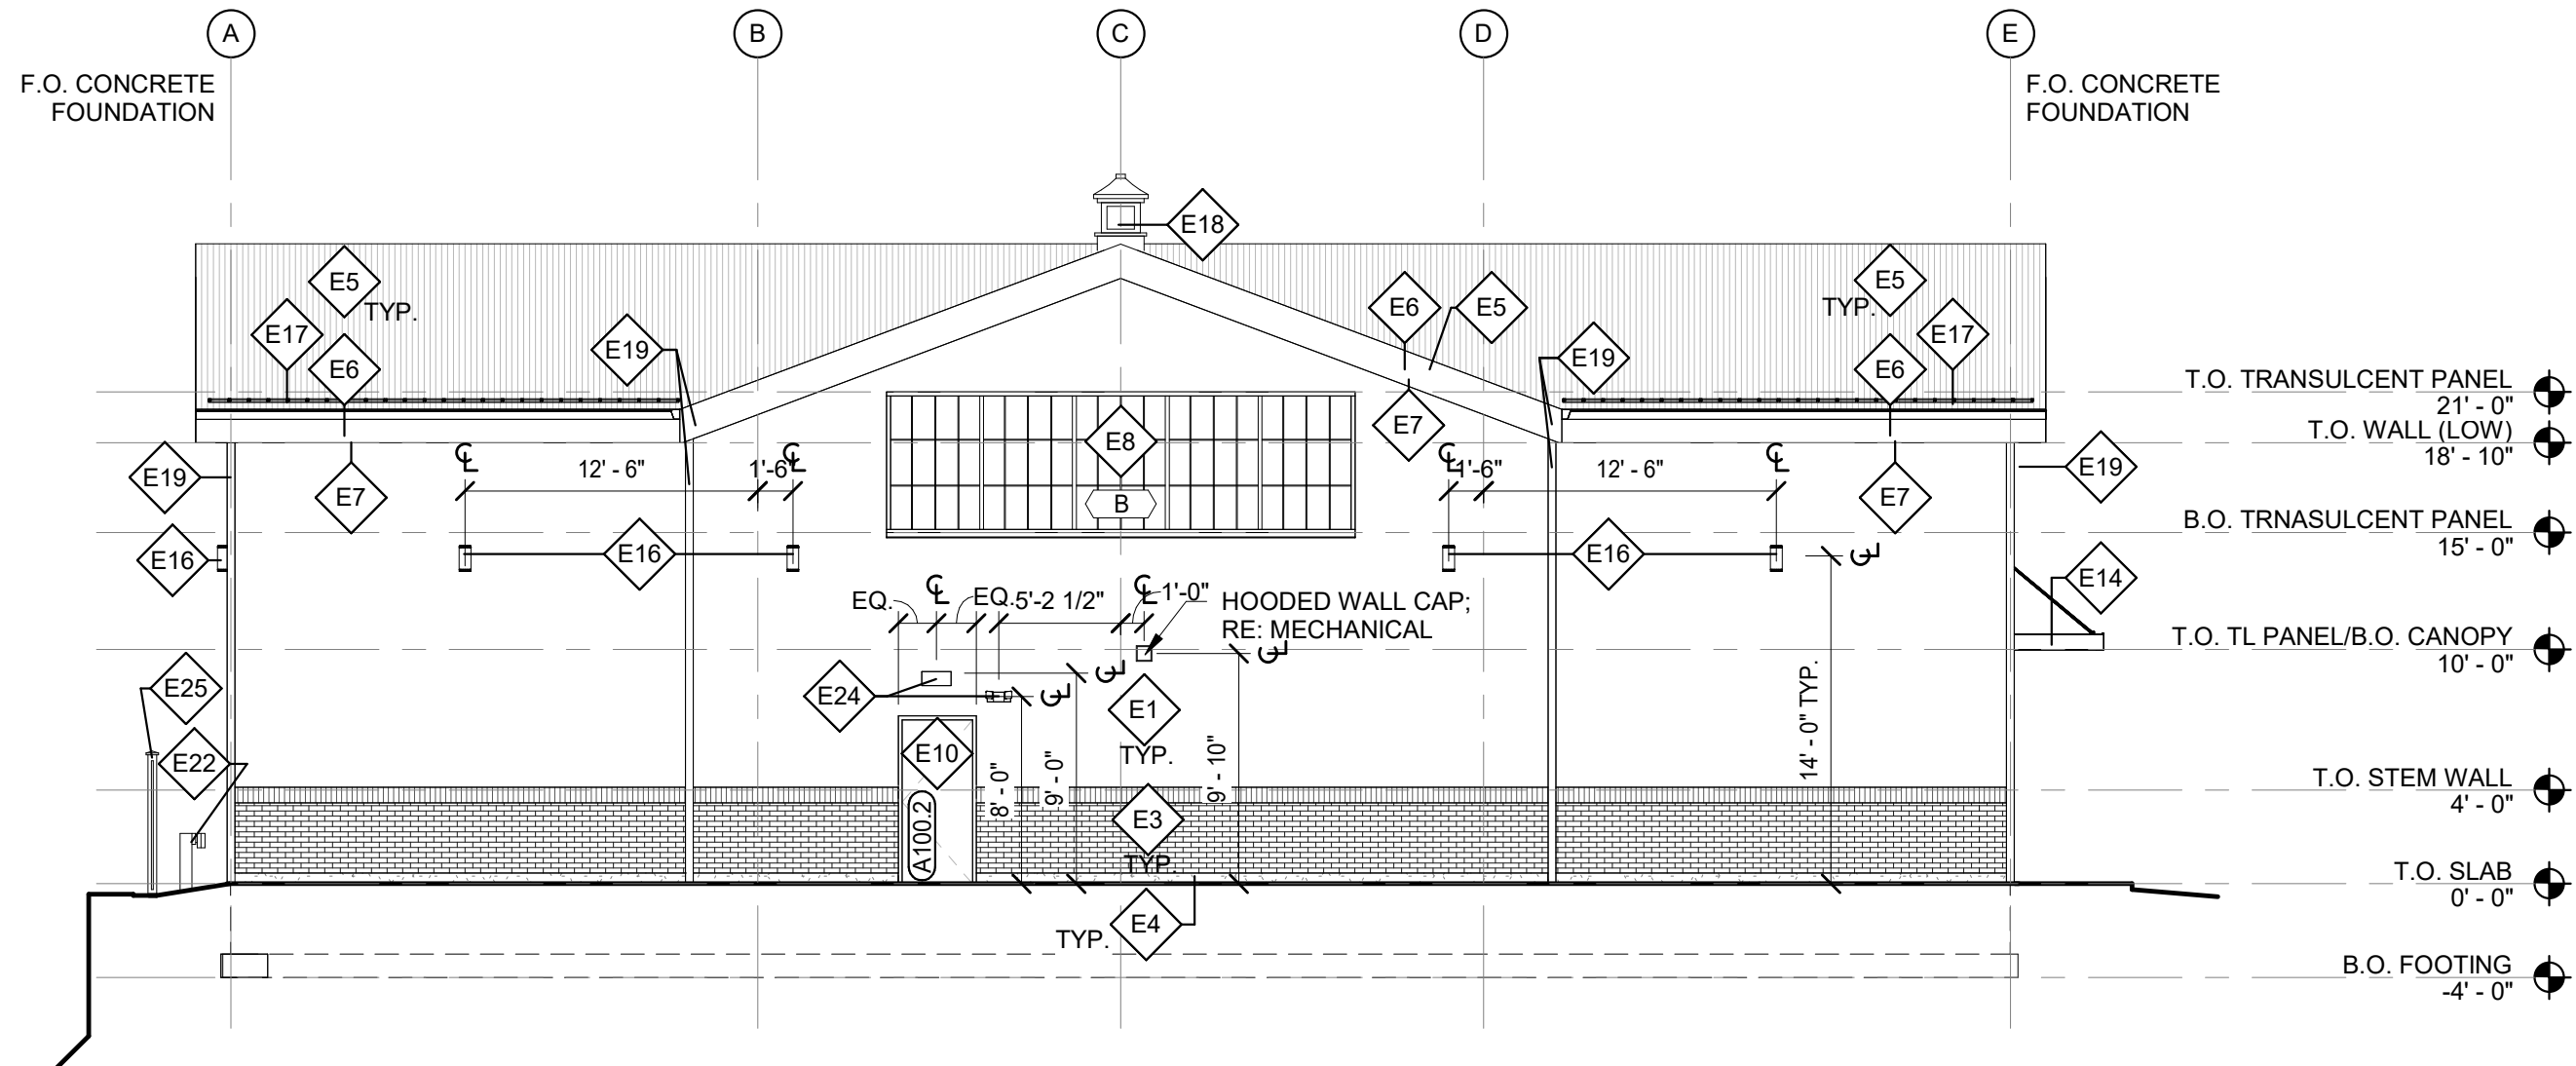 A
B
C
D
E
F.O. CONCRETE
FOUNDATION
F.O. CONCRETE
FOUNDATION
E18
E5
TYP.
E17
E6
E19
E6
E5
E7
E19
E5
TYP.
E17
E6
T.O. TRANSULCENT PANEL
21' - 0"
T.O. WALL (LOW)
18' - 10"
E19
E7
12' - 6"
1'-6"
E8
B
1'-6"
12' - 6"
E7
E19
B.O. TRNASULCENT PANEL
15' - 0"
E16
E16
E16
E14
EQ.
EQ.
5'-2 1/2"
1'-0"
HOODED WALL CAP;
RE: MECHANICAL
T.O. TL PANEL/B.O. CANOPY
10' - 0"
E25
E24
E1
TYP.
14' - 0" TYP.
E22
E10
8' - 0"
9' - 0"
9' - 10"
T.O. STEM WALL
4' - 0"
A100.2
E3
TYP.
T.O. SLAB
0' - 0"
E4
TYP.
B.O. FOOTING
-4' - 0"